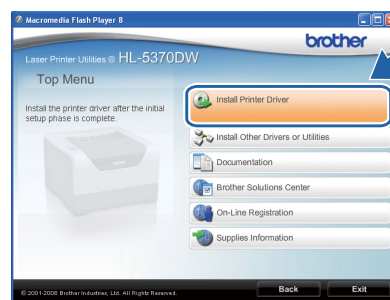 Macromedia Flash Player 8
brother
Laser Printer Utilities ® HL-5370DW
Top Menu
Install the printer driver after the initial
setup phase is complete.
Install Printer Driver
Install Other Drivers or Utilities
Documentation
Brother Solutions Center
On-Line Registration
Supplies Information
© 2001-2008 Brother Industries, Ltd. All Rights Reserved.
Back
Exit